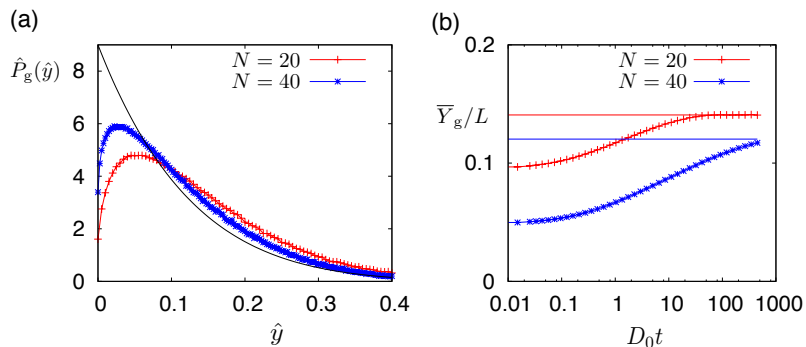 (a)
P̂g(ŷ)
N = 20
N = 40
8
6
4
2
0
0
0.1
0.2
0.3
0.4
ŷ
(b)
Y̅g/L
N = 20
N = 40
0.2
0.1
0
0.01
0.1
1
10
100
1000
D₀t